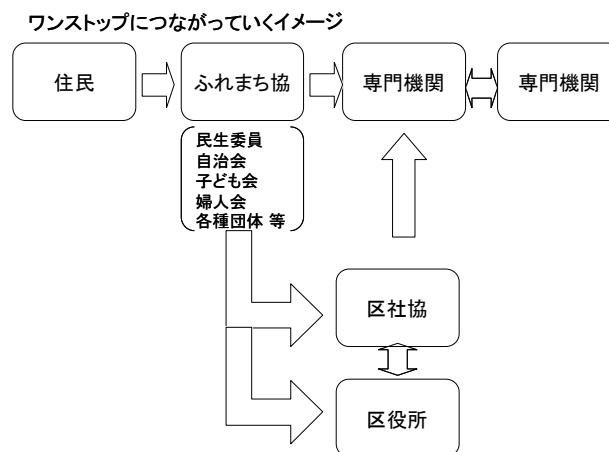 ワンストップにつながっていくイメージ
住民
ふれまち協
専門機関
専門機関
民生委員
自治会
子ども会
婦人会
各種団体 等
区社協
区役所